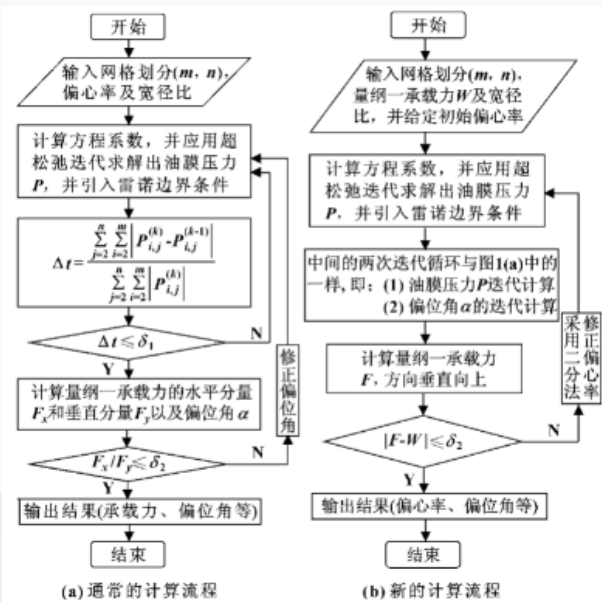 开始
输入网格划分(m, n),
偏心率及宽径比
计算方程系数，并应用超
松弛迭代求解出油膜压力
P，并引入雷诺边界条件
Δt=
n m
∑ ∑ |P_{i,j}^{(k)}-P_{i,j}^{(k-1)}|
j=2 i=2
n m
∑ ∑ |P_{i,j}^{(k)}|
j=2 i=2
Δt≤δ₁
N
Y
修正偏位角
计算量纲一承载力的水平分量
Fₓ和垂直分量F_y以及偏位角α
Fₓ/F_y≤δ₂
N
Y
输出结果(承载力、偏位角等)
结束
(a) 通常的计算流程
开始
输入网格划分(m, n),
量纲一承载力W及宽径
比，并给定初始偏心率
计算方程系数，并应用超
松弛迭代求解出油膜压力
P，并引入雷诺边界条件
中间的两次迭代循环与图1(a)中的
一样, 即：(1) 油膜压力P迭代计算
(2) 偏位角α的迭代计算
计算量纲一承载力
F，方向垂直向上
采用二分法
修正偏心率
|F-W|≤δ₂
N
Y
输出结果(偏心率、偏位角等)
结束
(b) 新的计算流程